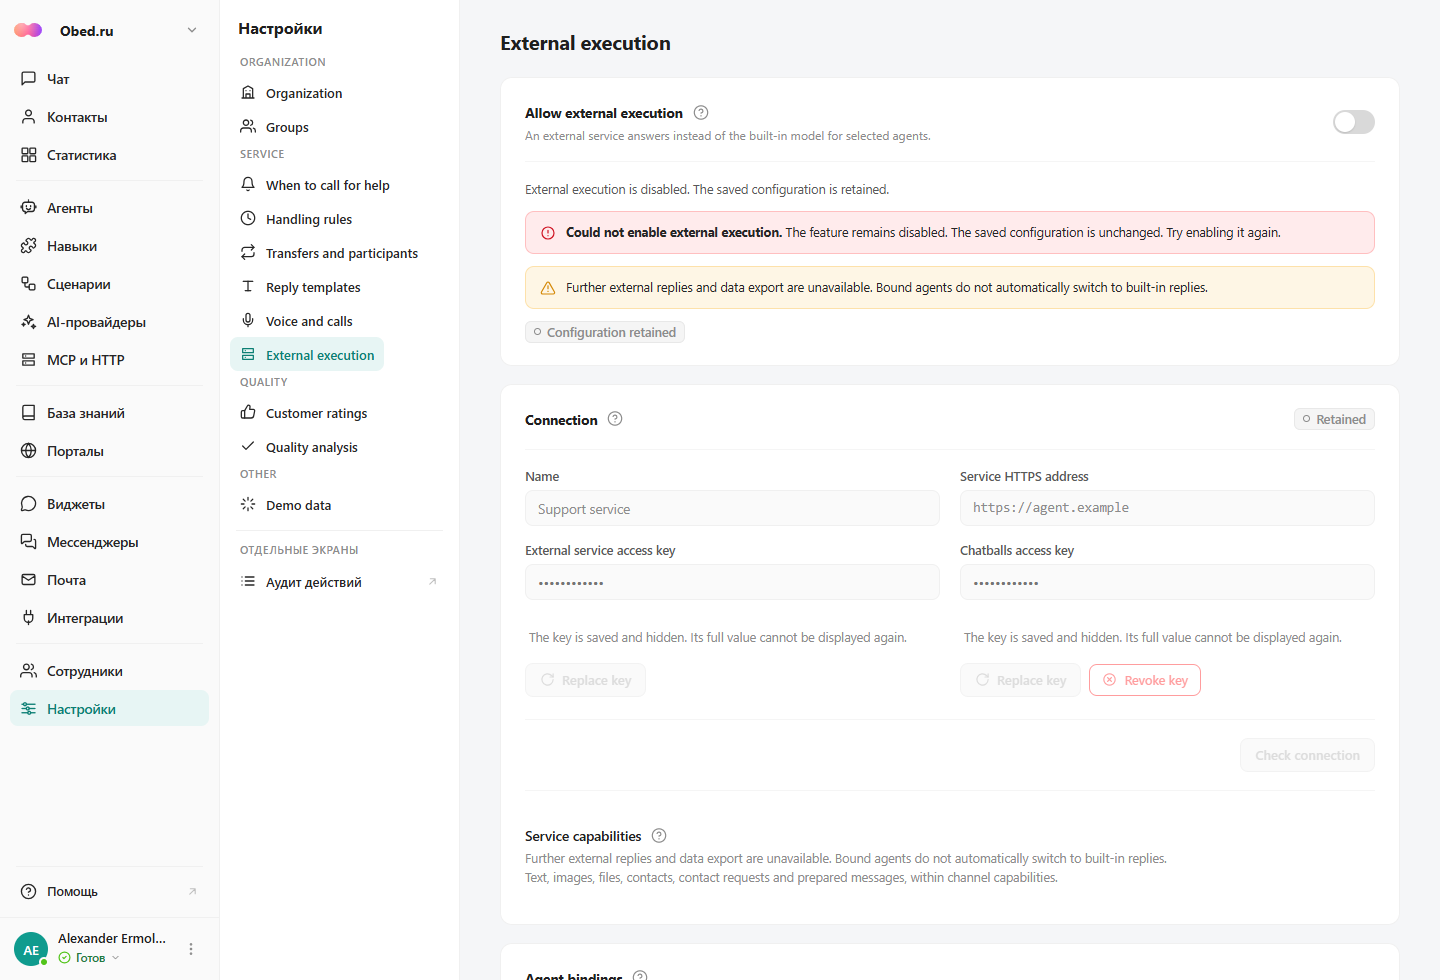 Obed.ru
Чат
Контакты
Статистика
Агенты
Навыки
Сценарии
AI-провайдеры
MCP и HTTP
База знаний
Порталы
Виджеты
Мессенджеры
Почта
Интеграции
Сотрудники
Настройки
Помощь
AE
Alexander Ermol...
Готов
Настройки
ORGANIZATION
Organization
Groups
SERVICE
When to call for help
Handling rules
Transfers and participants
Reply templates
Voice and calls
External execution
QUALITY
Customer ratings
Quality analysis
OTHER
Demo data
ОТДЕЛЬНЫЕ ЭКРАНЫ
Аудит действий
External execution
Allow external execution
An external service answers instead of the built-in model for selected agents.
External execution is disabled. The saved configuration is retained.
Could not enable external execution. The feature remains disabled. The saved configuration is unchanged. Try enabling it again.
Further external replies and data export are unavailable. Bound agents do not automatically switch to built-in replies.
Configuration retained
Connection
Retained
Name
Service HTTPS address
Support service
https://agent.example
External service access key
Chatballs access key
••••••••••••
••••••••••••
The key is saved and hidden. Its full value cannot be displayed again.
The key is saved and hidden. Its full value cannot be displayed again.
Replace key
Replace key
Revoke key
Check connection
Service capabilities
Further external replies and data export are unavailable. Bound agents do not automatically switch to built-in replies.
Text, images, files, contacts, contact requests and prepared messages, within channel capabilities.
Agent bindings